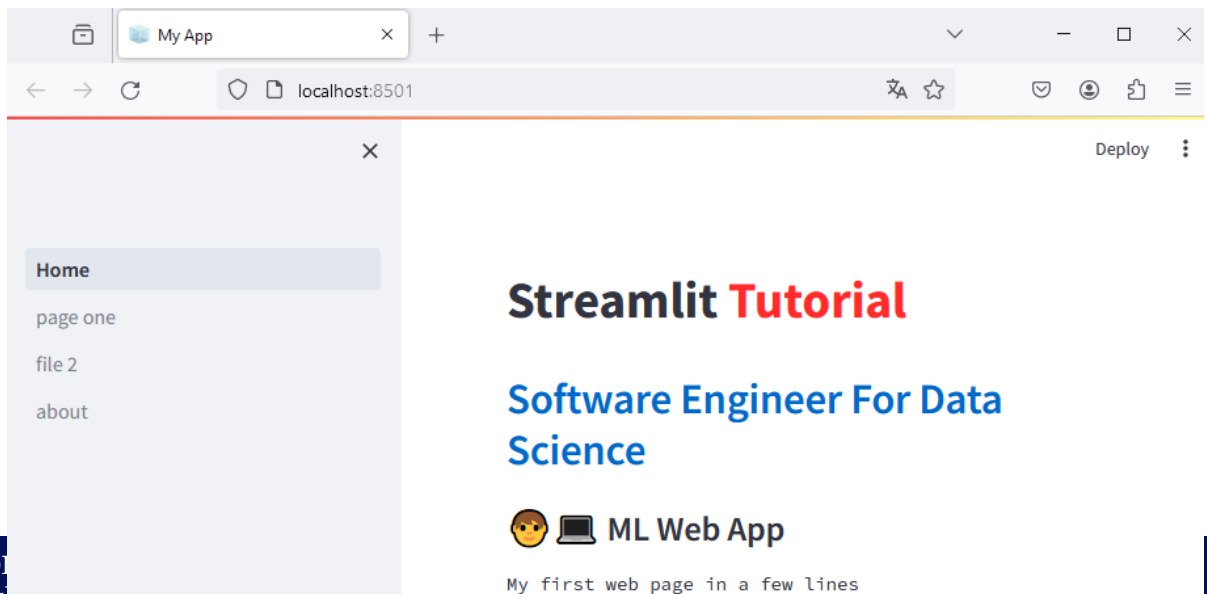 My App
localhost:8501
Deploy
Home
page one
file 2
about
Streamlit Tutorial
Software Engineer For Data
Science
🧑💻 ML Web App
My first web page in a few lines